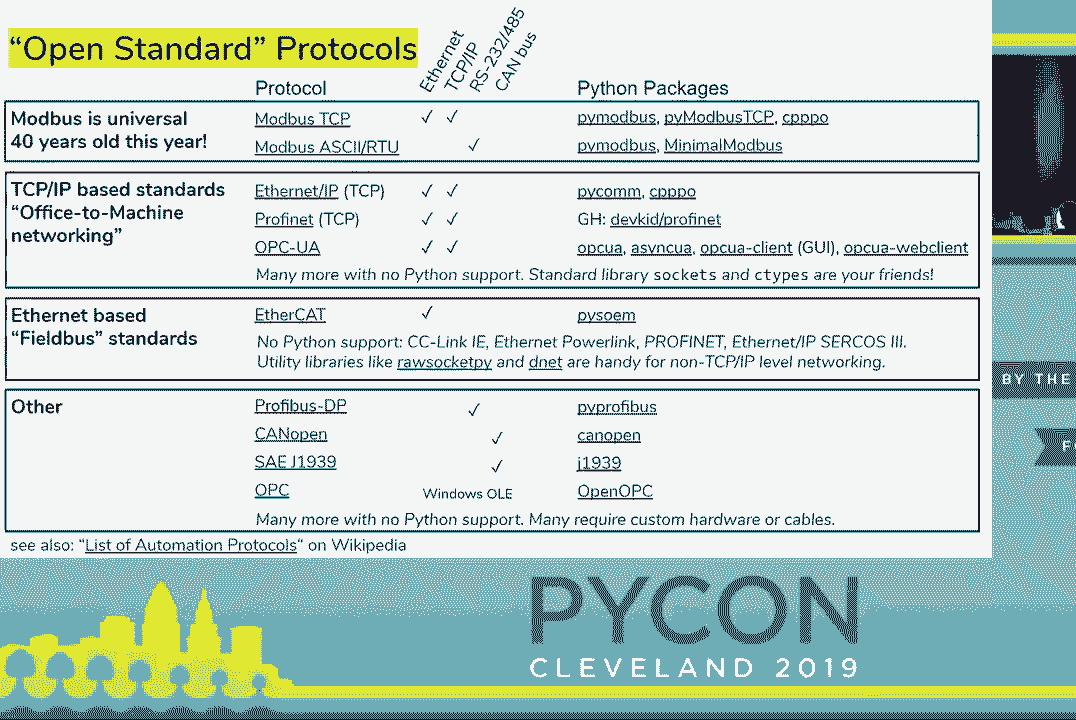 “Open Standard” Protocols
Ethernet
TCP/IP
RS-232/485
CAN bus
Protocol
Python Packages
Modbus is universal
40 years old this year!
Modbus TCP ✓ ✓ pymodbus, pyModbusTCP, cpppo
Modbus ASCII/RTU ✓ pymodbus, MinimalModbus
TCP/IP based standards
“Office-to-Machine
networking”
Ethernet/IP (TCP) ✓ ✓ pycomm, cpppo
Profinet (TCP) ✓ ✓ GH: devkid/profinet
OPC-UA ✓ ✓ opcua, asyncua, opcua-client (GUI), opcua-webclient
Many more with no Python support. Standard library sockets and ctypes are your friends!
Ethernet based
“Fieldbus” standards
EtherCAT ✓ pysoem
No Python support: CC-Link IE, Ethernet Powerlink, PROFINET, Ethernet/IP SERCOS III.
Utility libraries like rawsocketpy and dnet are handy for non-TCP/IP level networking.
Other
Profibus-DP ✓ pyprofibus
CANopen ✓ canopen
SAE J1939 ✓ j1939
OPC Windows OLE OpenOPC
Many more with no Python support. Many require custom hardware or cables.
see also: “List of Automation Protocols“ on Wikipedia
BY THE
PYCON
CLEVELAND 2019